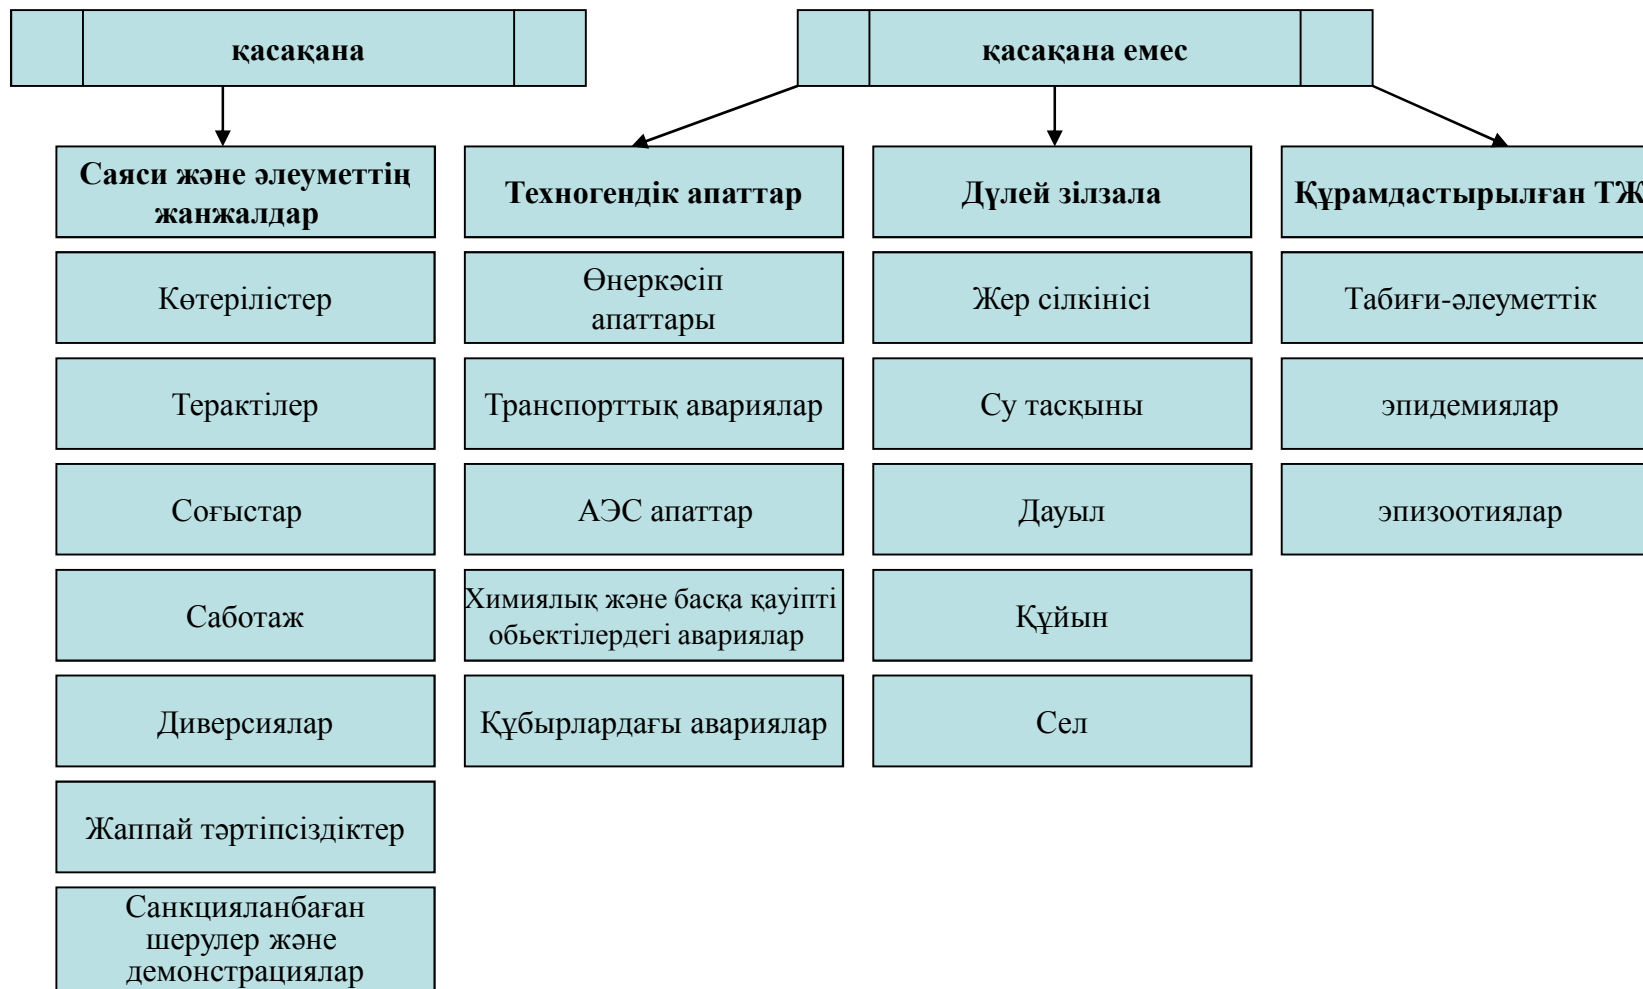 қасақана
қасақана емес
Саяси және әлеуметтің
жанжалдар
Техногендік апаттар
Дүлей зілзала
Құрамдастырылған ТЖ
Көтерілістер
Өнеркәсіп
апаттары
Жер сілкінісі
Табиғи-әлеуметтік
Терактілер
Транспорттық авариялар
Су тасқыны
эпидемиялар
Соғыстар
АЭС апаттар
Дауыл
эпизоотиялар
Саботаж
Химиялық және басқа қауіпті
обьектілердегі авариялар
Құйын
Диверсиялар
Құбырлардағы авариялар
Сел
Жаппай тәртіпсіздіктер
Санкцияланбаған
шерулер және
демонстрациялар